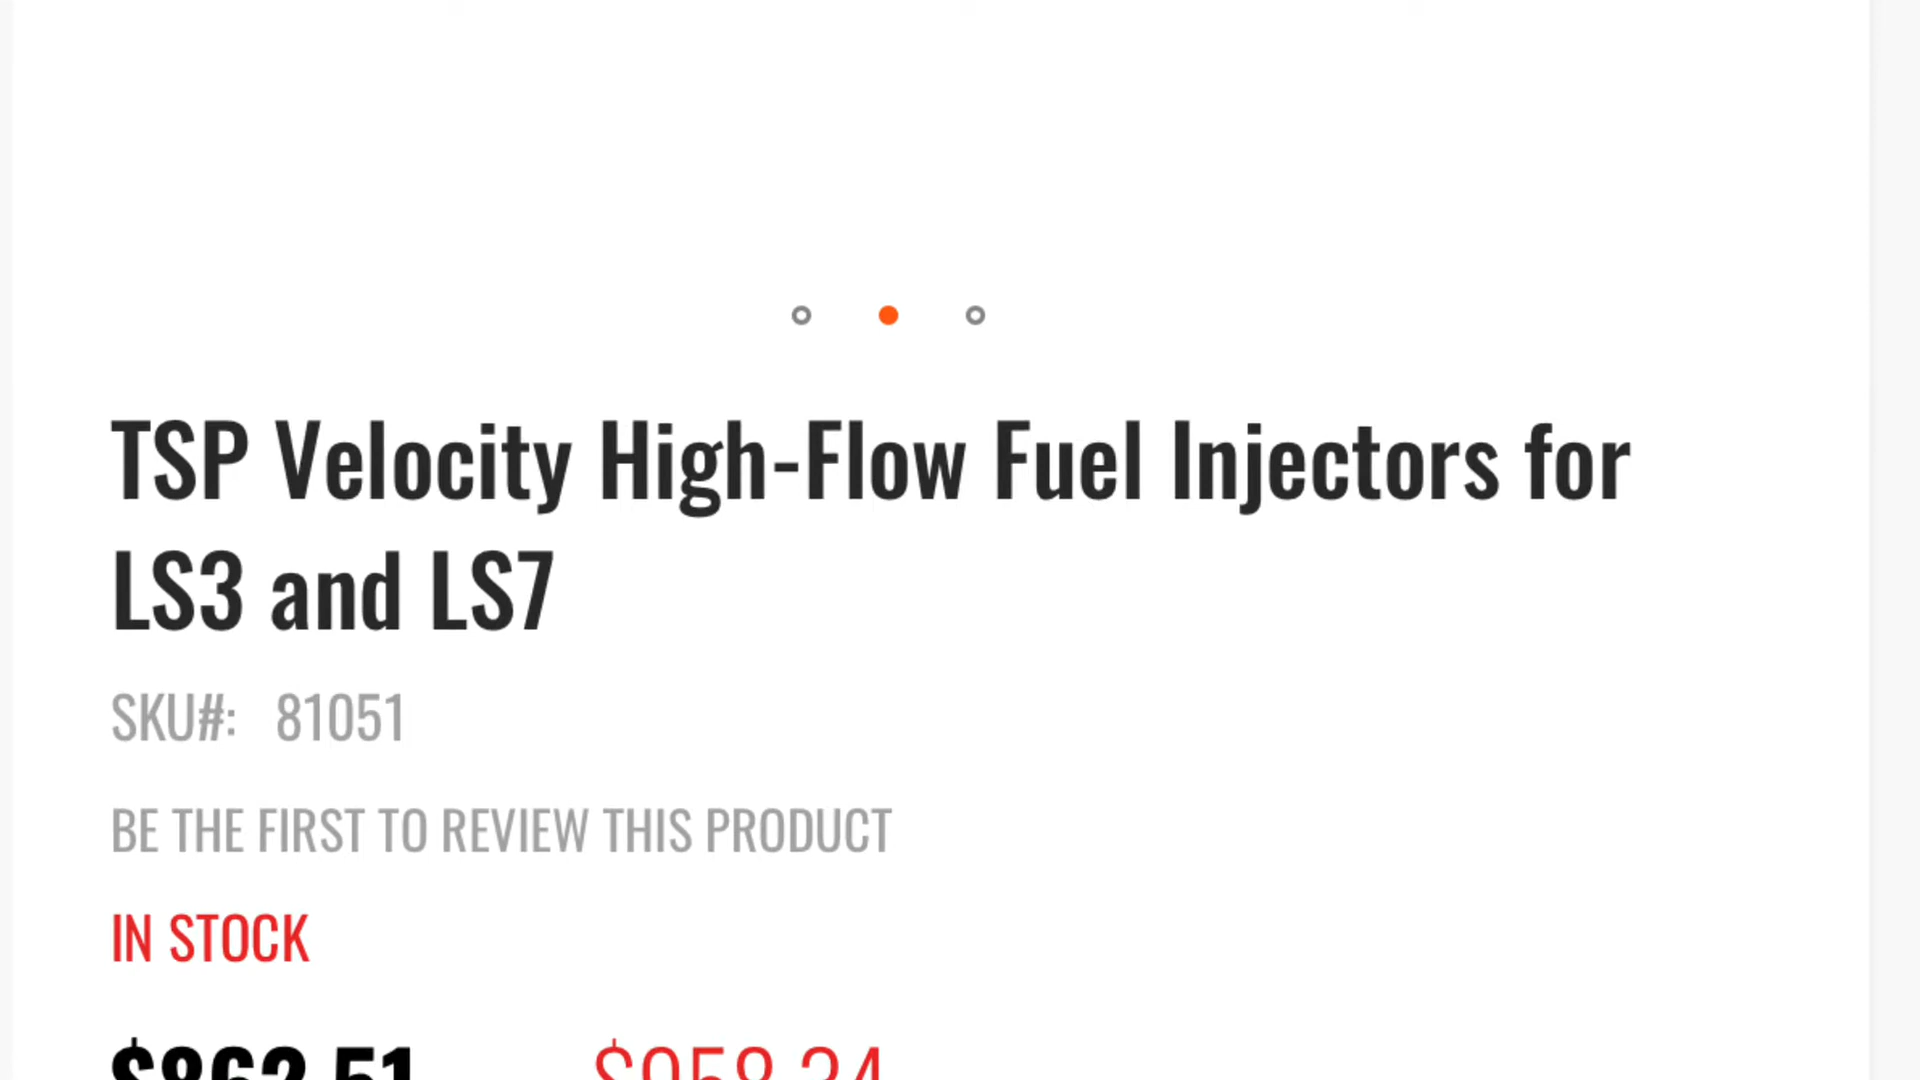 TSP Velocity High-Flow Fuel Injectors for
LS3 and LS7
SKU#: 81051
BE THE FIRST TO REVIEW THIS PRODUCT
IN STOCK